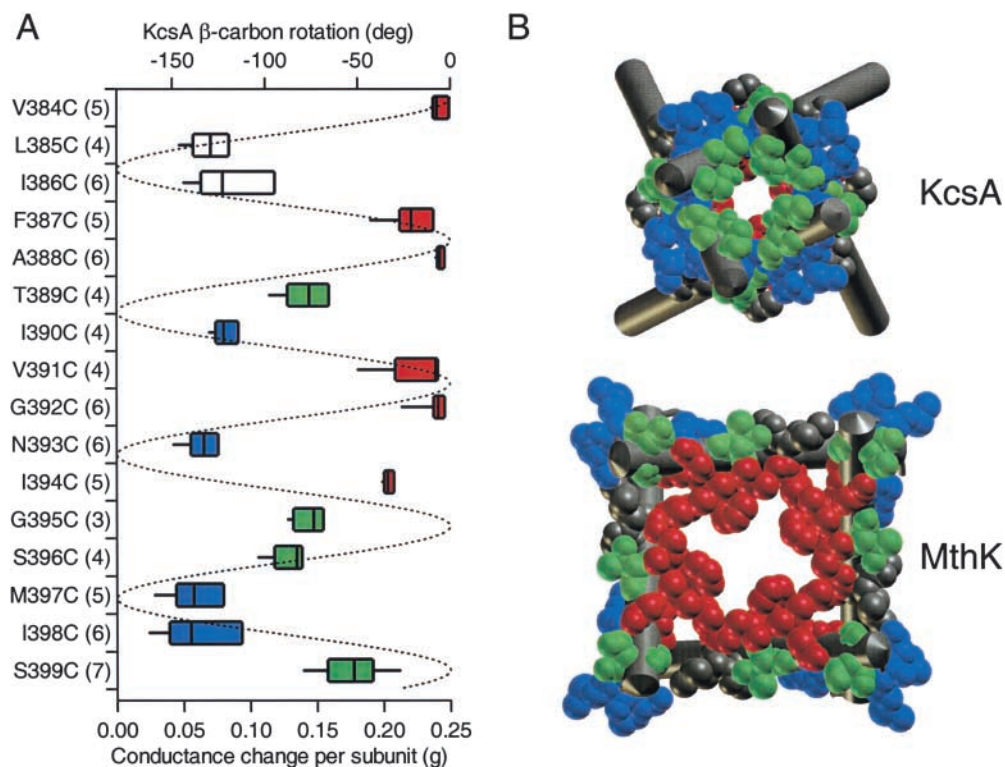 A
KcsA β-carbon rotation (deg)
-150 -100 -50 0
V384C (5)
L385C (4)
I386C (6)
F387C (5)
A388C (6)
T389C (4)
I390C (4)
V391C (4)
G392C (6)
N393C (6)
I394C (5)
G395C (3)
S396C (4)
M397C (5)
I398C (6)
S399C (7)
0.00 0.05 0.10 0.15 0.20 0.25
Conductance change per subunit (g)
B
KcsA
MthK